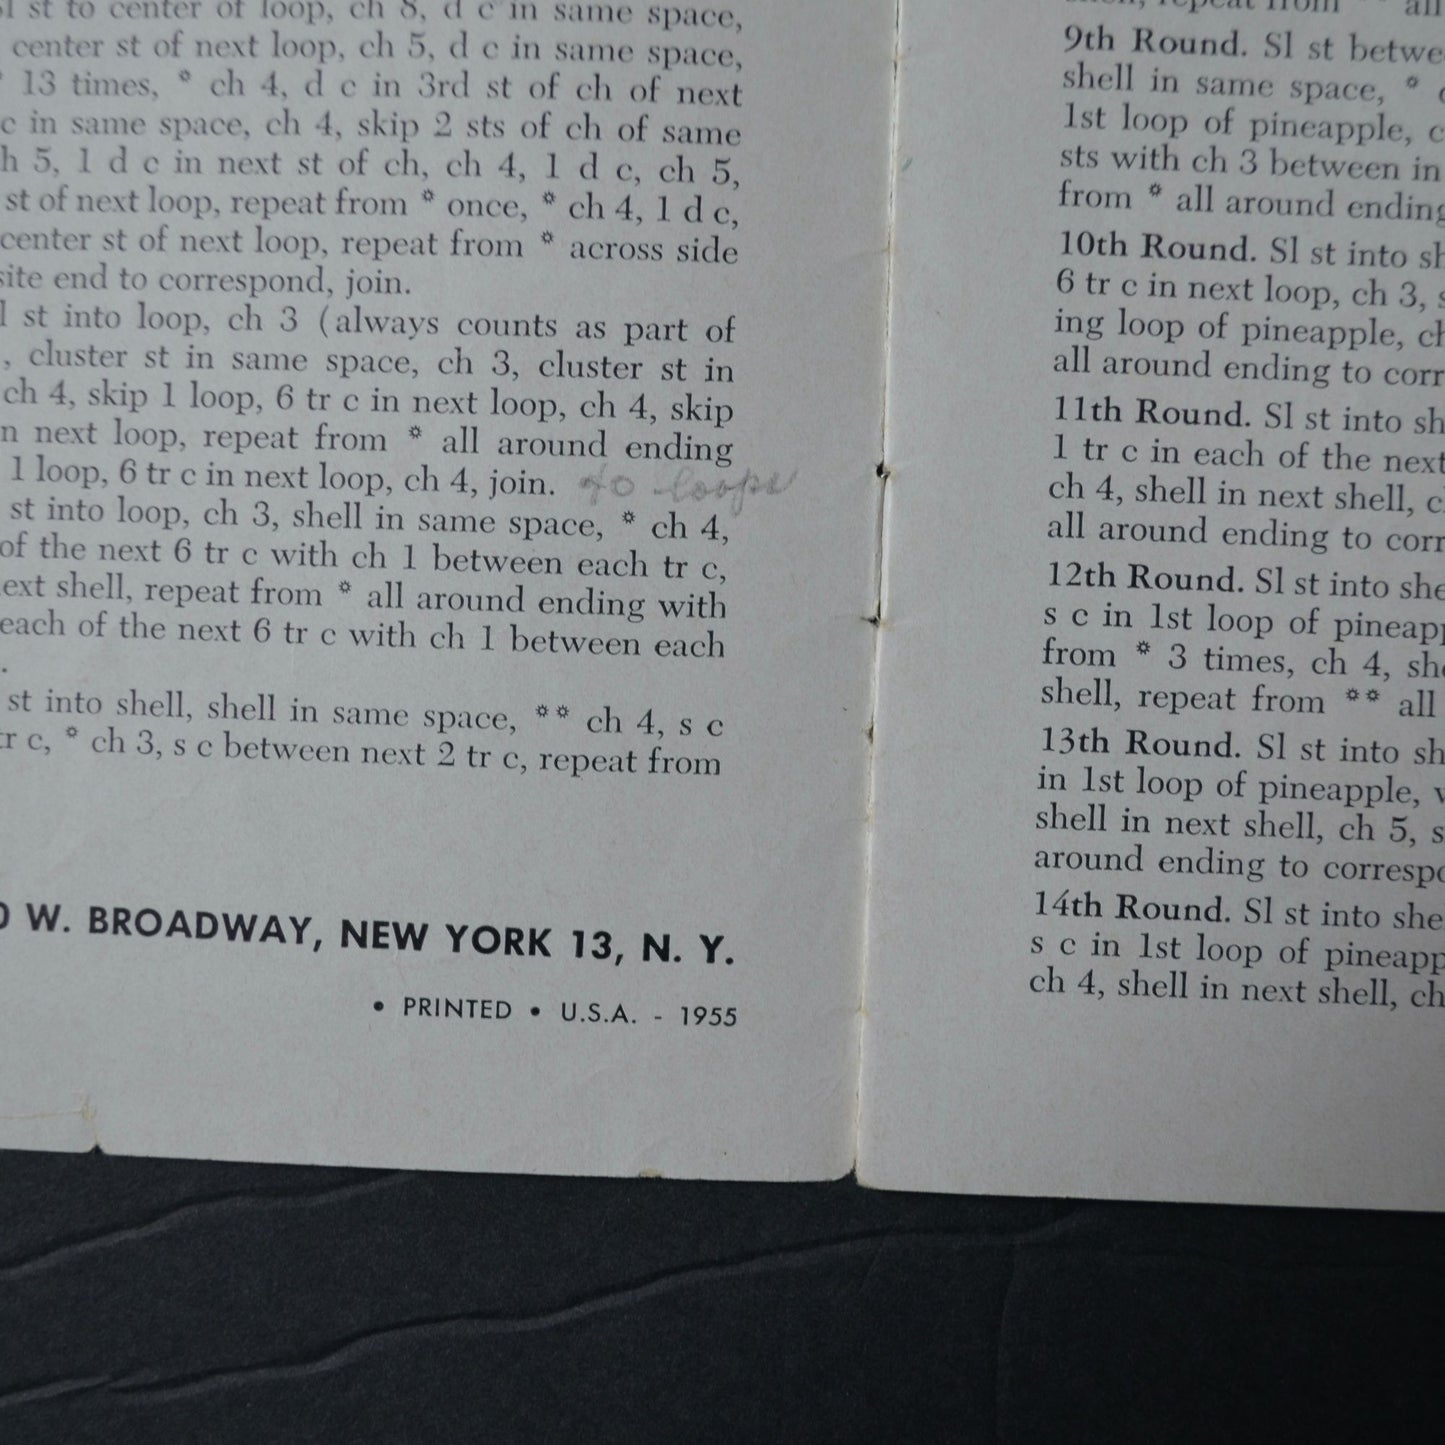 sl st to center of loop, ch 8, d c in same space,
center st of next loop, ch 5, d c in same space,
* 13 times, * ch 4, d c in 3rd st of ch of next
c in same space, ch 4, skip 2 sts of ch of same
h 5, 1 d c in next st of ch, ch 4, 1 d c, ch 5,
st of next loop, repeat from * once, * ch 4, 1 d c,
center st of next loop, repeat from * across side
site end to correspond, join.
l st into loop, ch 3 (always counts as part of
, cluster st in same space, ch 3, cluster st in
ch 4, skip 1 loop, 6 tr c in next loop, ch 4, skip
n next loop, repeat from * all around ending
1 loop, 6 tr c in next loop, ch 4, join. 40 loops
st into loop, ch 3, shell in same space, * ch 4,
of the next 6 tr c with ch 1 between each tr c,
ext shell, repeat from * all around ending with
each of the next 6 tr c with ch 1 between each
.
st into shell, shell in same space, ** ch 4, s c
tr c, * ch 3, s c between next 2 tr c, repeat from
0 W. BROADWAY, NEW YORK 13, N. Y.
• PRINTED • U.S.A. - 1955
shell, repeat from ** all
9th Round. Sl st betwe
shell in same space, * c
1st loop of pineapple, c
sts with ch 3 between in
from * all around ending
10th Round. Sl st into sh
6 tr c in next loop, ch 3, s
ing loop of pineapple, ch
all around ending to corr
11th Round. Sl st into sh
1 tr c in each of the next
ch 4, shell in next shell, c
all around ending to corr
12th Round. Sl st into she
s c in 1st loop of pineapp
from * 3 times, ch 4, she
shell, repeat from ** all
13th Round. Sl st into sh
in 1st loop of pineapple, w
shell in next shell, ch 5, s
around ending to correspo
14th Round. Sl st into she
s c in 1st loop of pineapp
ch 4, shell in next shell, ch